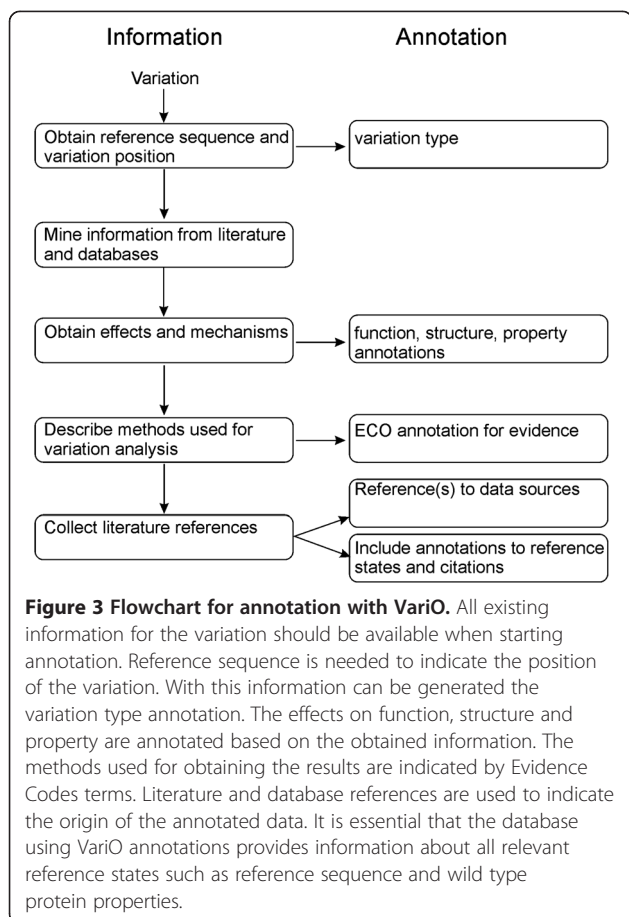 Information
Annotation
Variation
Obtain reference sequence and
variation position
variation type
Mine information from literature
and databases
Obtain effects and mechanisms
function, structure, property
annotations
Describe methods used for
variation analysis
ECO annotation for evidence
Collect literature references
Reference(s) to data sources
Include annotations to reference
states and citations
Figure 3 Flowchart for annotation with VariO. All existing
information for the variation should be available when starting
annotation. Reference sequence is needed to indicate the position
of the variation. With this information can be generated the
variation type annotation. The effects on function, structure and
property are annotated based on the obtained information. The
methods used for obtaining the results are indicated by Evidence
Codes terms. Literature and database references are used to indicate
the origin of the annotated data. It is essential that the database
using VariO annotations provides information about all relevant
reference states such as reference sequence and wild type
protein properties.